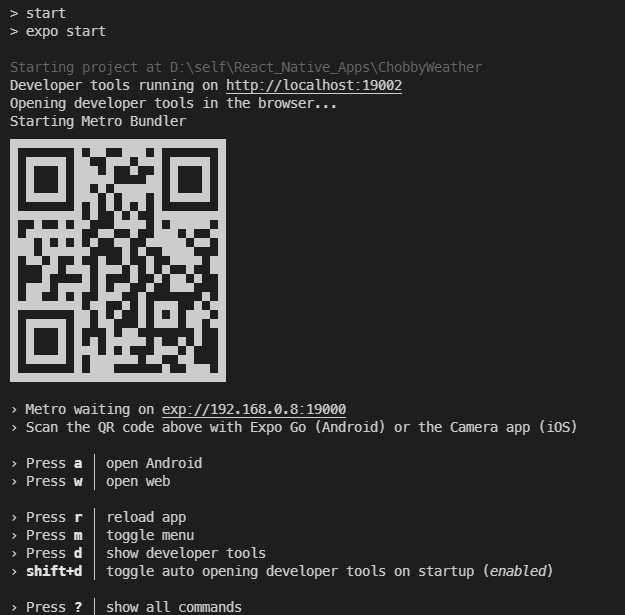 > start
> expo start
Starting project at D:\self\React_Native_Apps\ChobbyWeather
Developer tools running on http://localhost:19002
Opening developer tools in the browser...
Starting Metro Bundler
› Metro waiting on exp://192.168.0.8:19000
› Scan the QR code above with Expo Go (Android) or the Camera app (iOS)
› Press a │ open Android
› Press w │ open web
› Press r │ reload app
› Press m │ toggle menu
› Press d │ show developer tools
› shift+d │ toggle auto opening developer tools on startup (enabled)
› Press ? │ show all commands